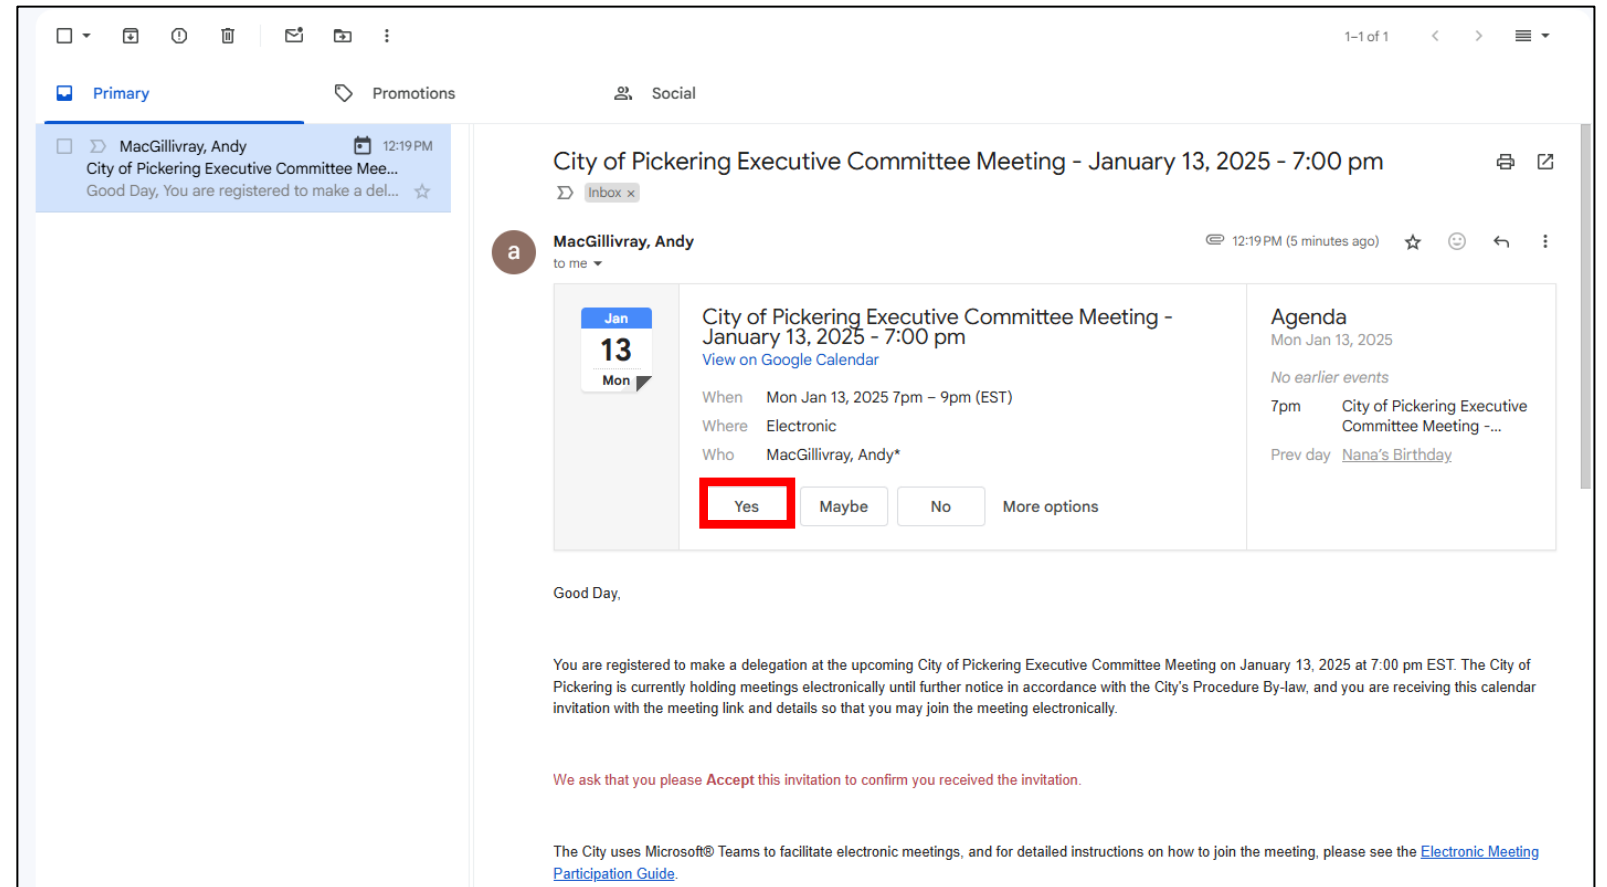 1–1 of 1
Primary
Promotions
Social
MacGillivray, Andy 12:19 PM
City of Pickering Executive Committee Mee...
Good Day, You are registered to make a del...
City of Pickering Executive Committee Meeting - January 13, 2025 - 7:00 pm
Inbox ×
a
MacGillivray, Andy
12:19 PM (5 minutes ago)
to me
Jan
13
Mon
City of Pickering Executive Committee Meeting -
January 13, 2025 - 7:00 pm
View on Google Calendar
When Mon Jan 13, 2025 7pm – 9pm (EST)
Where Electronic
Who MacGillivray, Andy*
Yes Maybe No More options
Agenda
Mon Jan 13, 2025
No earlier events
7pm City of Pickering Executive
Committee Meeting -...
Prev day Nana's Birthday
Good Day,
You are registered to make a delegation at the upcoming City of Pickering Executive Committee Meeting on January 13, 2025 at 7:00 pm EST. The City of
Pickering is currently holding meetings electronically until further notice in accordance with the City's Procedure By-law, and you are receiving this calendar
invitation with the meeting link and details so that you may join the meeting electronically.
We ask that you please Accept this invitation to confirm you received the invitation.
The City uses Microsoft® Teams to facilitate electronic meetings, and for detailed instructions on how to join the meeting, please see the Electronic Meeting
Participation Guide.